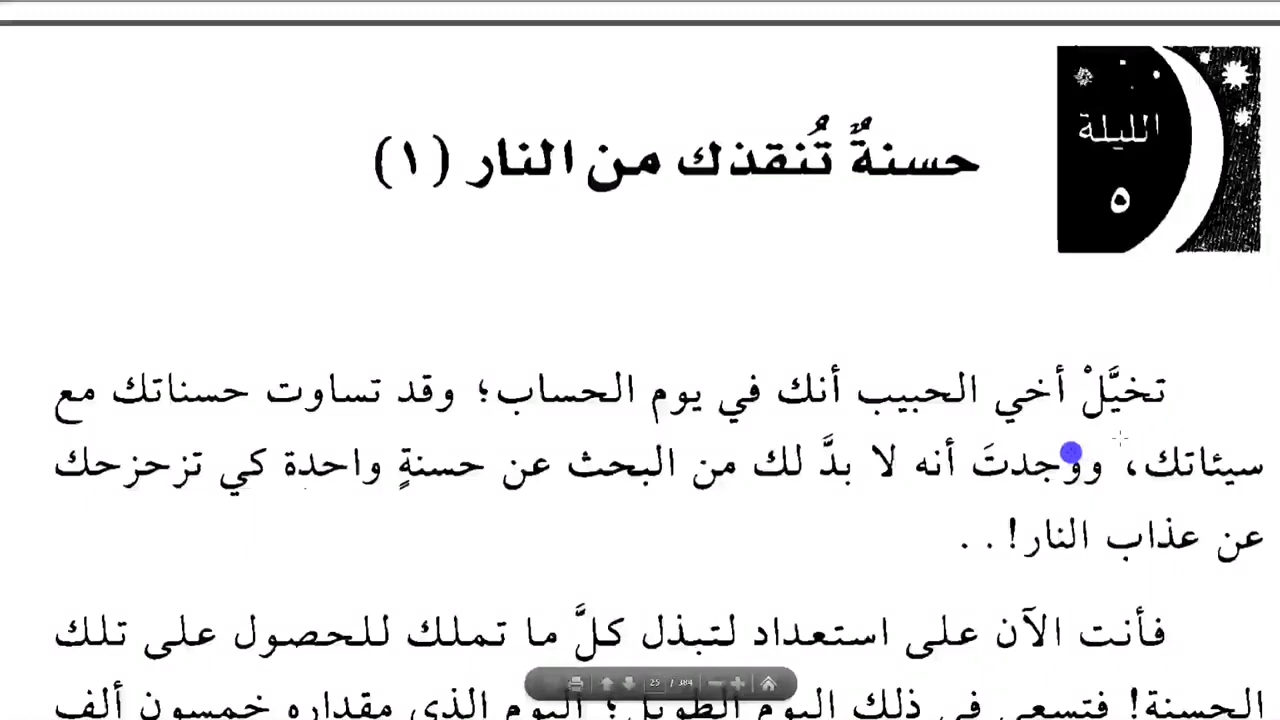 الليلة
٥
حسنةٌ تُنقذك من النار (١)
تخيَّلْ أخي الحبيب أنك في يوم الحساب؛ وقد تساوت حسناتك مع
سيئاتك، ووجدتَ أنه لا بدَّ لك من البحث عن حسنةٍ واحدة كي تزحزحك
عن عذاب النار!..
فأنت الآن على استعداد لتبذل كلَّ ما تملك للحصول على تلك
25 / 384
الحسنة! فتسعى في ذلك اليوم الطويل؛ اليوم الذي مقداره خمسون ألف